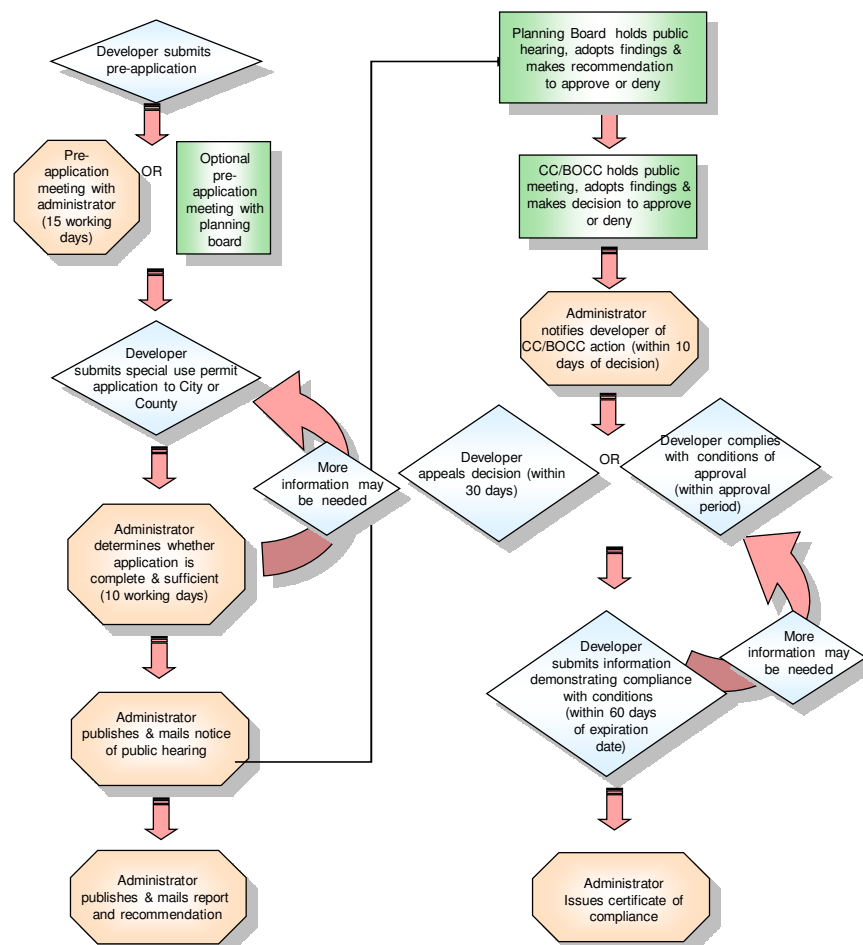 Developer submits
pre-application
Pre-
application
meeting with
administrator
(15 working
days)
OR
Optional
pre-
application
meeting with
planning
board
Developer
submits special use permit
application to City or
County
More
information may
be needed
Administrator
determines whether
application is
complete & sufficient
(10 working days)
Administrator
publishes & mails notice
of public hearing
Administrator
publishes & mails report
and recommendation
Planning Board holds public
hearing, adopts findings &
makes recommendation
to approve or deny
CC/BOCC holds public
meeting, adopts findings &
makes decision to approve
or deny
Administrator
notifies developer of
CC/BOCC action (within 10
days of decision)
Developer
appeals decision (within
30 days)
OR
Developer complies
with conditions of
approval
(within approval
period)
Developer
submits information
demonstrating compliance
with conditions
(within 60 days
of expiration
date)
More
information may
be needed
Administrator
Issues certificate of
compliance